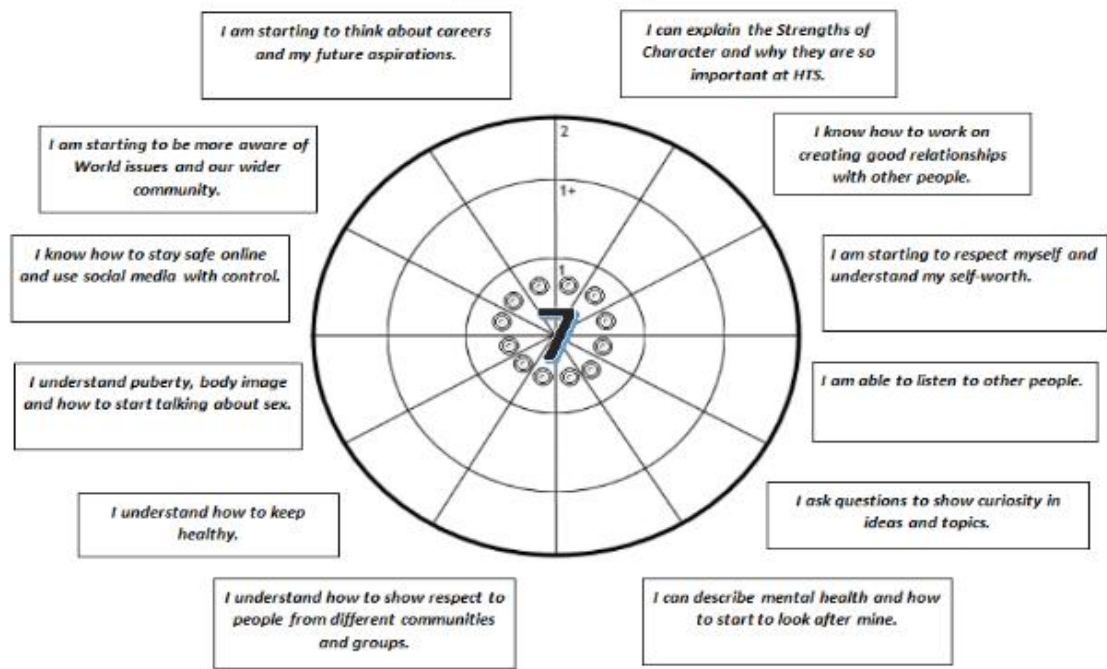 I am starting to think about careers
and my future aspirations.
I can explain the Strengths of
Character and why they are so
important at HTS.
I am starting to be more aware of
World issues and our wider
community.
I know how to work on
creating good relationships
with other people.
2
1+
1
7
I know how to stay safe online
and use social media with control.
I am starting to respect myself and
understand my self-worth.
I understand puberty, body image
and how to start talking about sex.
I am able to listen to other people.
I understand how to keep
healthy.
I ask questions to show curiosity in
ideas and topics.
I understand how to show respect to
people from different communities
and groups.
I can describe mental health and how
to start to look after mine.